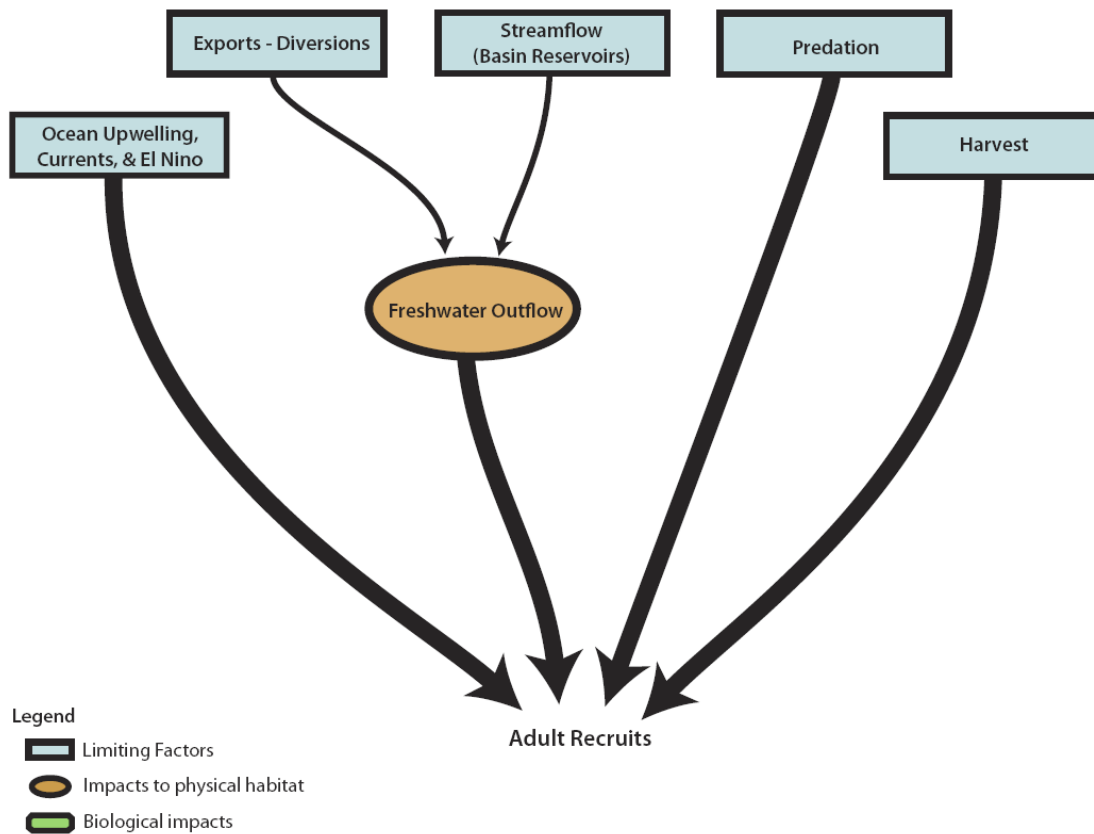 Exports - Diversions
Streamflow
(Basin Reservoirs)
Predation
Ocean Upwelling,
Currents, & El Nino
Harvest
Freshwater Outflow
Adult Recruits
Legend
Limiting Factors
Impacts to physical habitat
Biological impacts